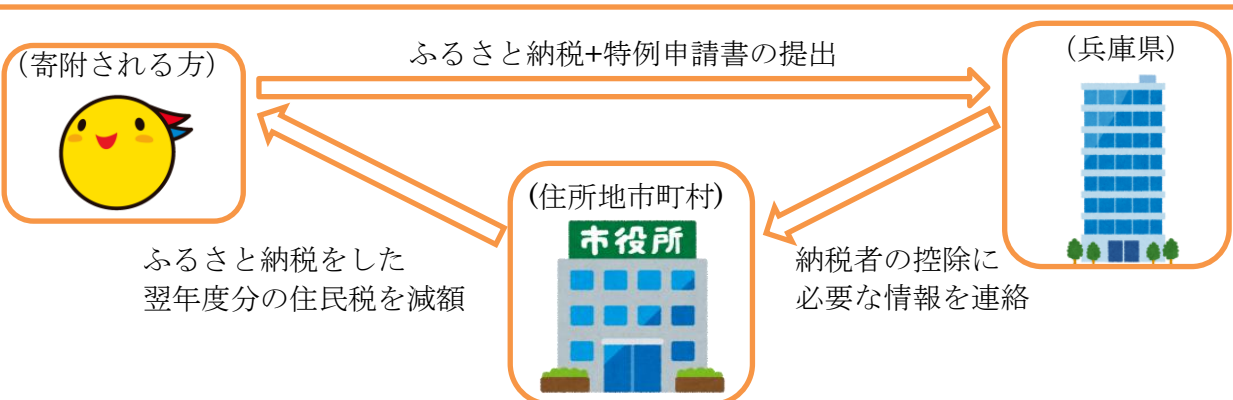 (寄附される方)
ふるさと納税+特例申請書の提出
(兵庫県)
(住所地市町村)
市役所
ふるさと納税をした
翌年度分の住民税を減額
納税者の控除に
必要な情報を連絡